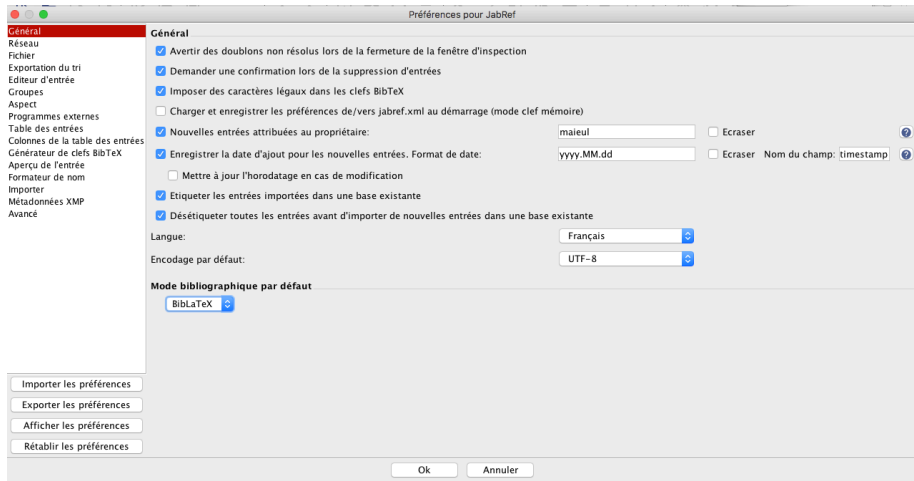 Préférences pour JabRef
Général
Réseau
Fichier
Exportation du tri
Editeur d'entrée
Groupes
Aspect
Programmes externes
Table des entrées
Colonnes de la table des entrées
Générateur de clefs BibTeX
Aperçu de l'entrée
Formateur de nom
Importer
Métadonnées XMP
Avancé
Importer les préférences
Exporter les préférences
Afficher les préférences
Rétablir les préférences
Général
Avertir des doublons non résolus lors de la fermeture de la fenêtre d'inspection
Demander une confirmation lors de la suppression d'entrées
Imposer des caractères légaux dans les clefs BibTeX
Charger et enregistrer les préférences de/vers jabref.xml au démarrage (mode clef mémoire)
Nouvelles entrées attribuées au propriétaire: maieul Ecraser ?
Enregistrer la date d'ajout pour les nouvelles entrées. Format de date: yyyy.MM.dd Ecraser Nom du champ: timestamp ?
Mettre à jour l'horodatage en cas de modification
Etiqueter les entrées importées dans une base existante
Désétiqueter toutes les entrées avant d'importer de nouvelles entrées dans une base existante
Langue: Français
Encodage par défaut: UTF-8
Mode bibliographique par défaut
BibLaTeX
Ok Annuler